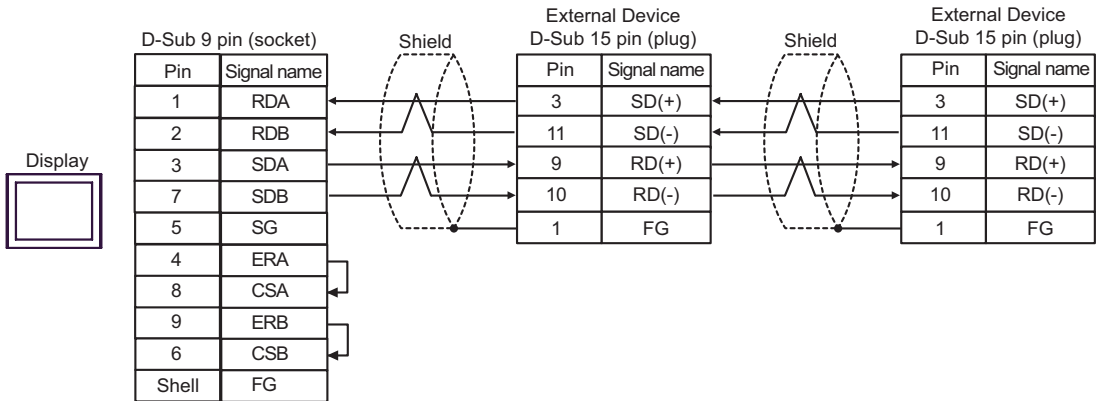 Display
D-Sub 9 pin (socket)
Pin Signal name
1 RDA
2 RDB
3 SDA
7 SDB
5 SG
4 ERA
8 CSA
9 ERB
6 CSB
Shell FG
Shield
External Device
D-Sub 15 pin (plug)
Pin Signal name
3 SD(+)
11 SD(-)
9 RD(+)
10 RD(-)
1 FG
Shield
External Device
D-Sub 15 pin (plug)
Pin Signal name
3 SD(+)
11 SD(-)
9 RD(+)
10 RD(-)
1 FG